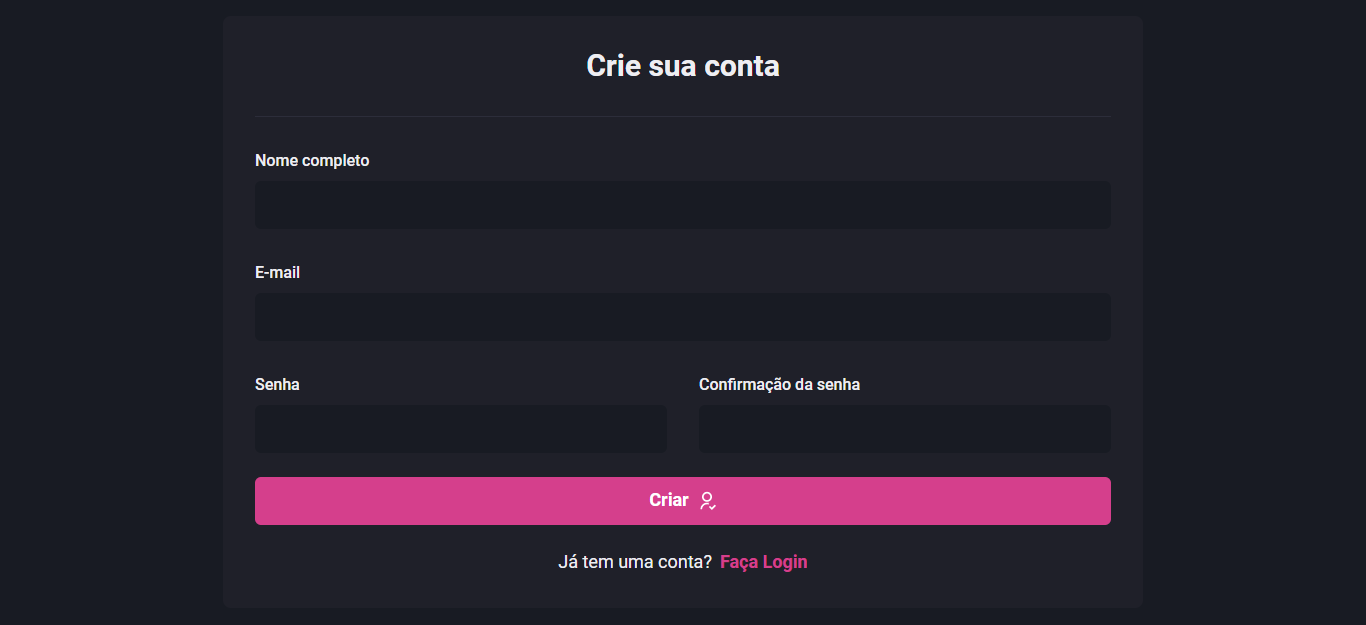 Crie sua conta
Nome completo
E-mail
Senha
Confirmação da senha
Criar
Já tem uma conta? Faça Login